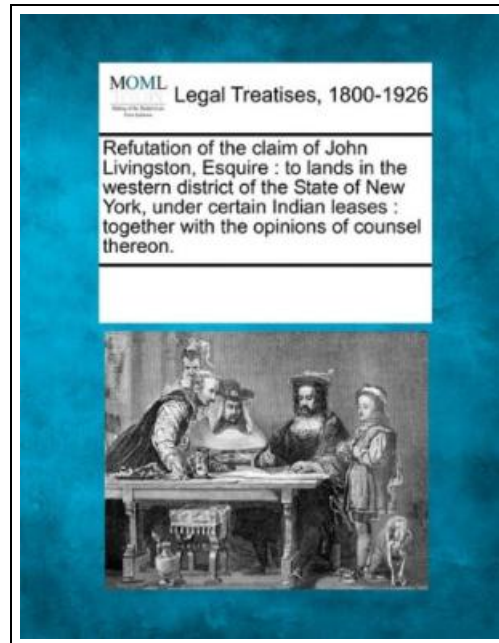 MOML
Legal Treatises, 1800-1926
Refutation of the claim of John
Livingston, Esquire : to lands in the
western district of the State of New
York, under certain Indian leases :
together with the opinions of counsel
thereon.